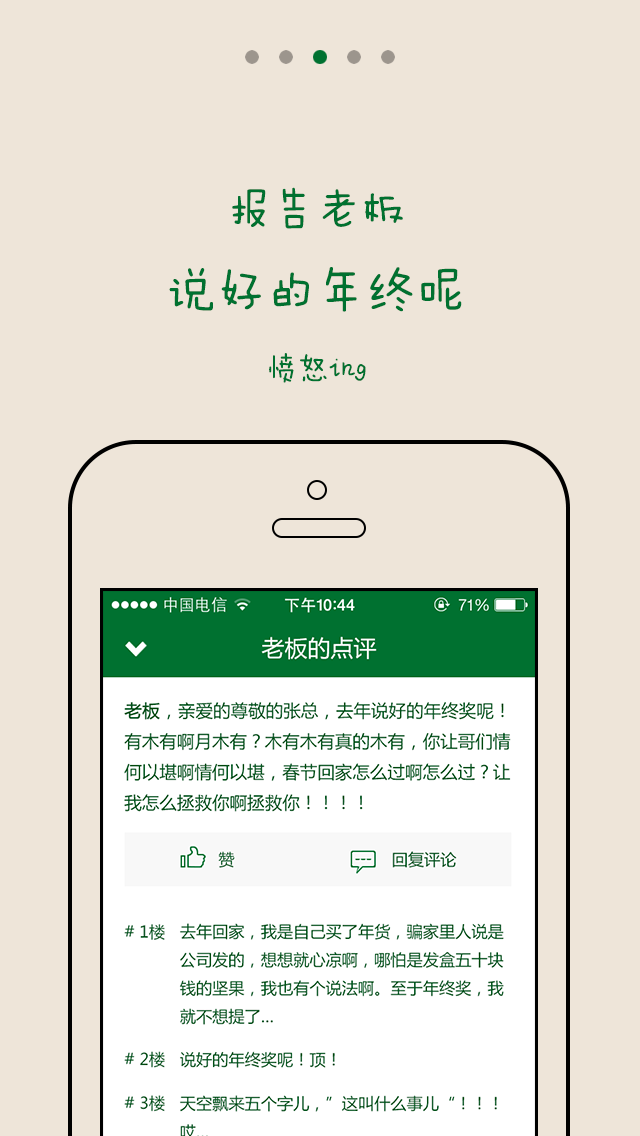 报告老板
说好的年终呢
愤怒ing
中国电信 下午10:44 71%
老板的点评
老板，亲爱的尊敬的张总，去年说好的年终奖呢！
有木有啊月木有？木有木有真的木有，你让哥们情
何以堪啊情何以堪，春节回家怎么过啊怎么过？让
我怎么拯救你啊拯救你！！！！
赞 回复评论
# 1楼 去年回家，我是自己买了年货，骗家里人说是
公司发的，想想就心凉啊，哪怕是发盒五十块
钱的坚果，我也有个说法啊。至于年终奖，我
就不想提了...
# 2楼 说好的年终奖呢！顶！
# 3楼 天空飘来五个字儿，”这叫什么事儿“！！！
哎...